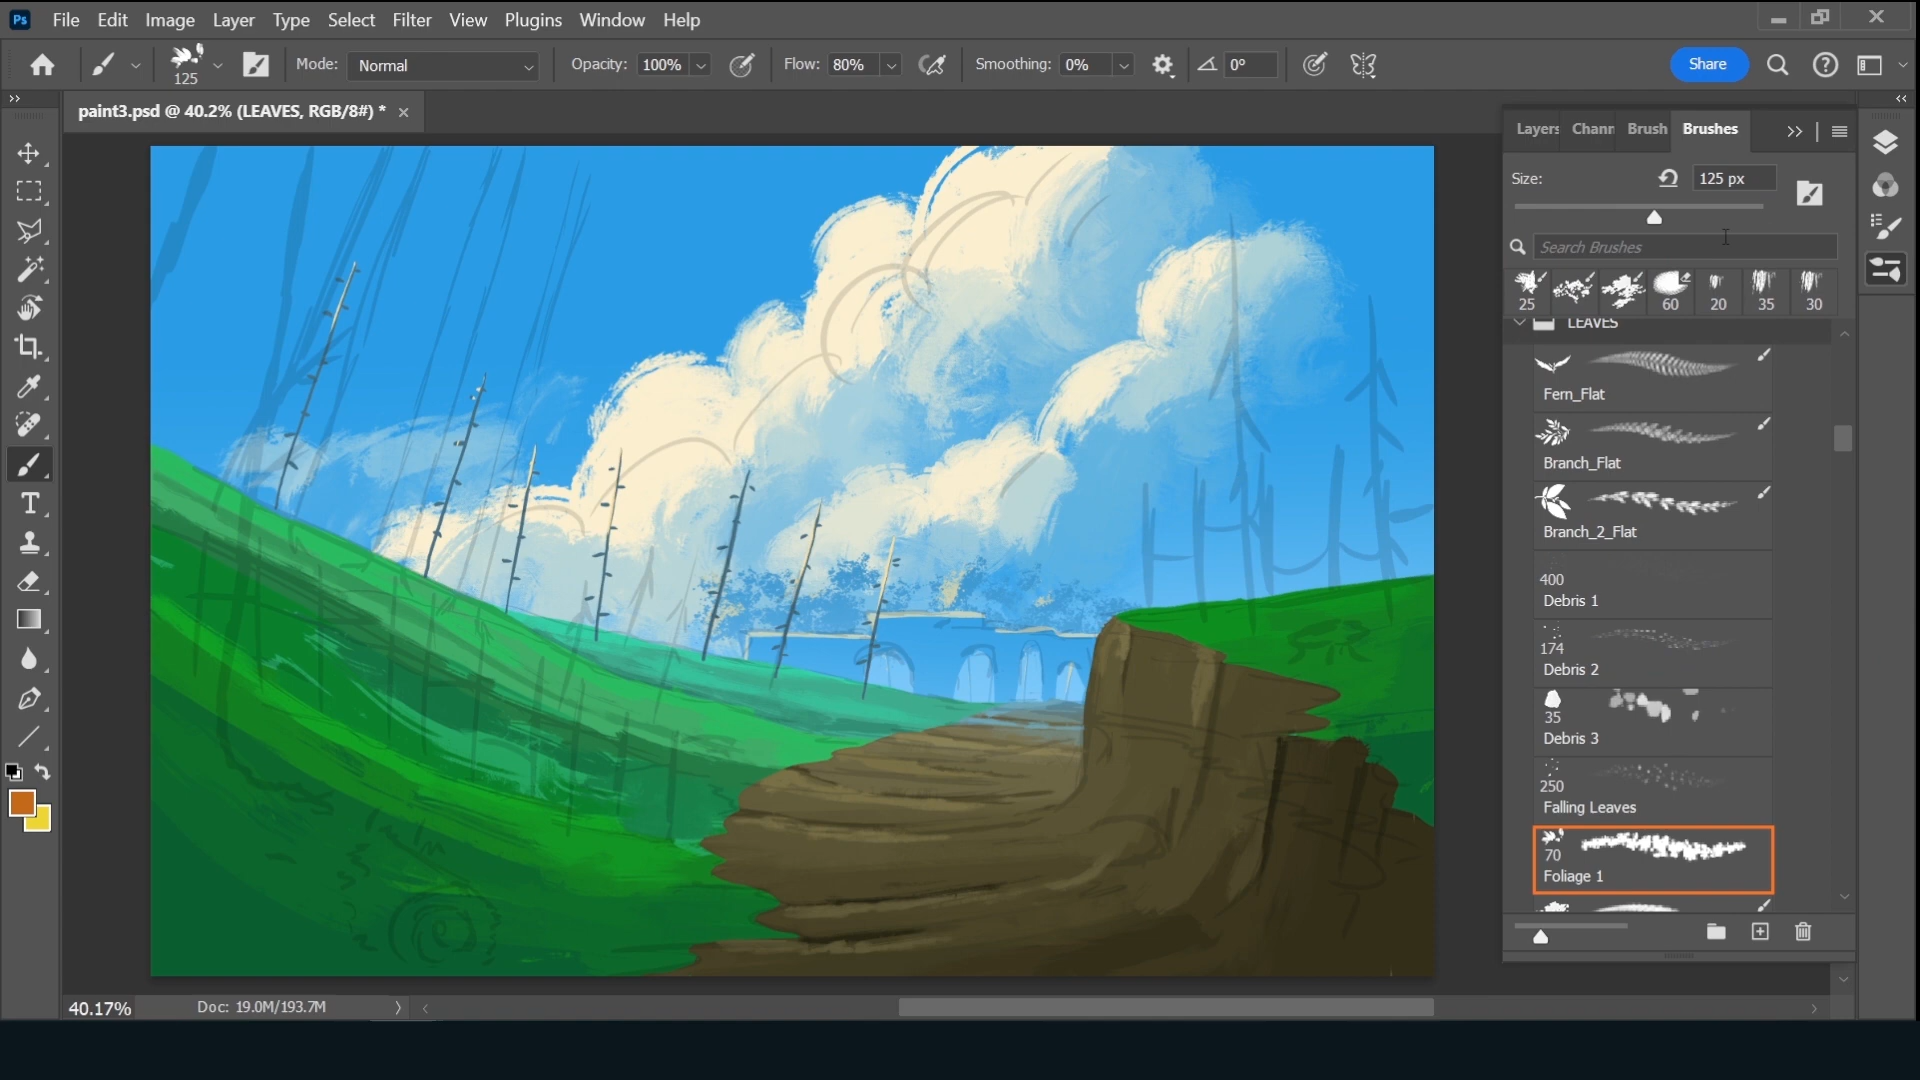 Ps File Edit Image Layer Type Select Filter View Plugins Window Help
125 Mode: Normal Opacity: 100% Flow: 80% Smoothing: 0% 0° Share
paint3.psd @ 40.2% (LEAVES, RGB/8#) *
Layers Chann Brush Brushes
Size: 125 px
Search Brushes
25 60 20 35 30
LEAVES
Fern_Flat
Branch_Flat
Branch_2_Flat
400
Debris 1
174
Debris 2
35
Debris 3
250
Falling Leaves
70
Foliage 1
40.17% Doc: 19.0M/193.7M